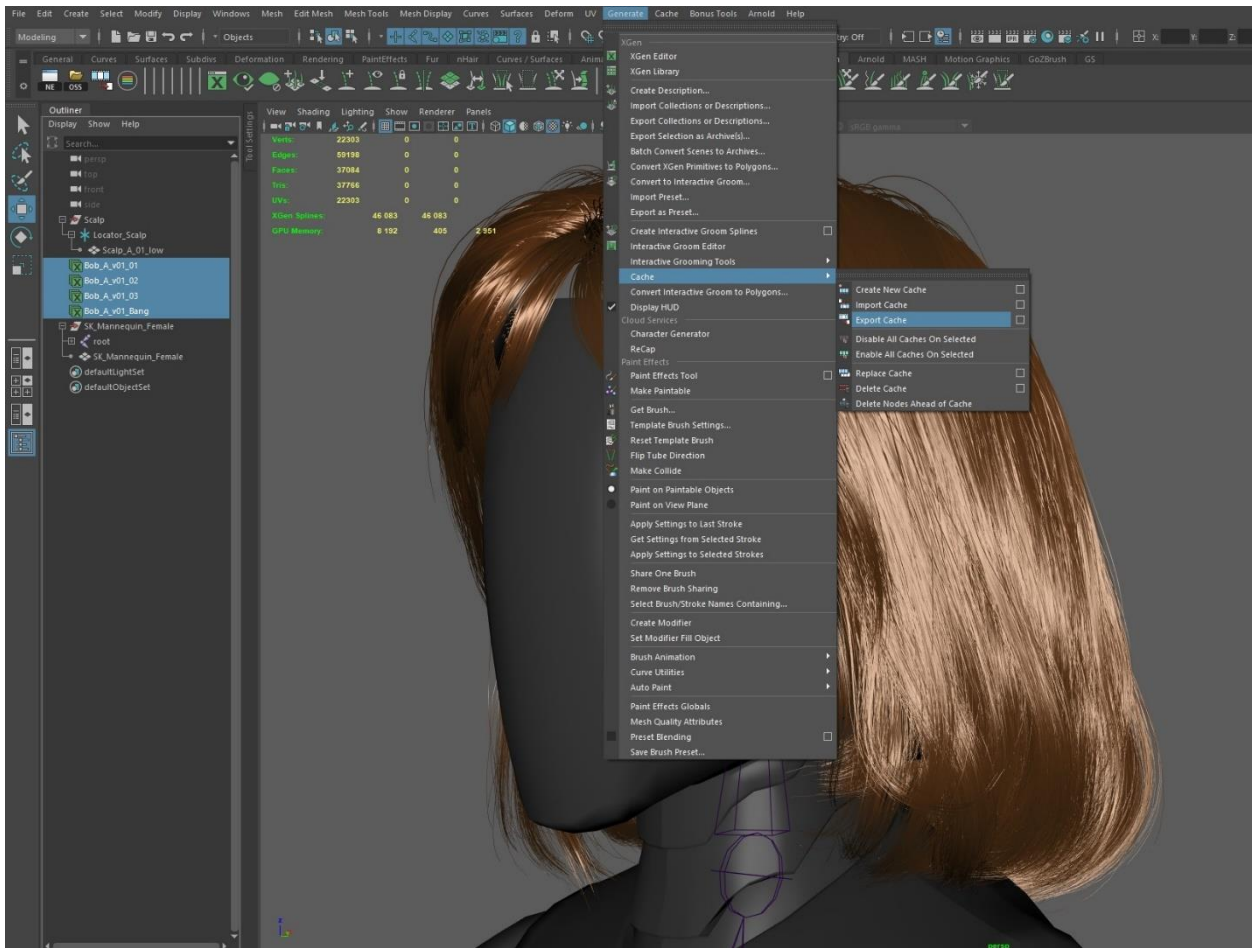 File Edit Create Select Modify Display Windows Mesh Edit Mesh Mesh Tools Mesh Display Curves Surfaces Deform UV Generate Cache Bonus Tools Arnold Help
Modeling Objects try: Off X: Y: Z:
General Curves Surfaces Subdivs Deformation Rendering PaintEffects Fur nHair Curves / Surfaces Anima Arnold MASH Motion Graphics GoZBrush GS
NE OSS
Outliner
Display Show Help
Search...
persp
top
front
side
Scalp
Locator_Scalp
Scalp_A_01_low
Bob_A_v01_01
Bob_A_v01_02
Bob_A_v01_03
Bob_A_v01_Bang
SK_Mannequin_Female
root
SK_Mannequin_Female
defaultLightSet
defaultObjectSet
Tool Settings
View Shading Lighting Show Renderer Panels
sRGB gamma
Verts: 22303 0 0
Edges: 59198 0 0
Faces: 37084 0 0
Tris: 37766 0 0
UVs: 22303 0 0
XGen Splines: 46 083 46 083
GPU Memory: 8 192 405 2 951
XGen
XGen Editor
XGen Library
Create Description...
Import Collections or Descriptions...
Export Collections or Descriptions...
Export Selection as Archive(s)...
Batch Convert Scenes to Archives...
Convert XGen Primitives to Polygons...
Convert to Interactive Groom...
Import Preset...
Export as Preset...
Create Interactive Groom Splines
Interactive Groom Editor
Interactive Grooming Tools
Cache
Convert Interactive Groom to Polygons...
Display HUD
Cloud Services
Character Generator
ReCap
Paint Effects
Paint Effects Tool
Make Paintable
Get Brush...
Template Brush Settings...
Reset Template Brush
Flip Tube Direction
Make Collide
Paint on Paintable Objects
Paint on View Plane
Apply Settings to Last Stroke
Get Settings from Selected Stroke
Apply Settings to Selected Strokes
Share One Brush
Remove Brush Sharing
Select Brush/Stroke Names Containing...
Create Modifier
Set Modifier Fill Object
Brush Animation
Curve Utilities
Auto Paint
Paint Effects Globals
Mesh Quality Attributes
Preset Blending
Save Brush Preset...
Create New Cache
Import Cache
Export Cache
Disable All Caches On Selected
Enable All Caches On Selected
Replace Cache
Delete Cache
Delete Nodes Ahead of Cache
persp